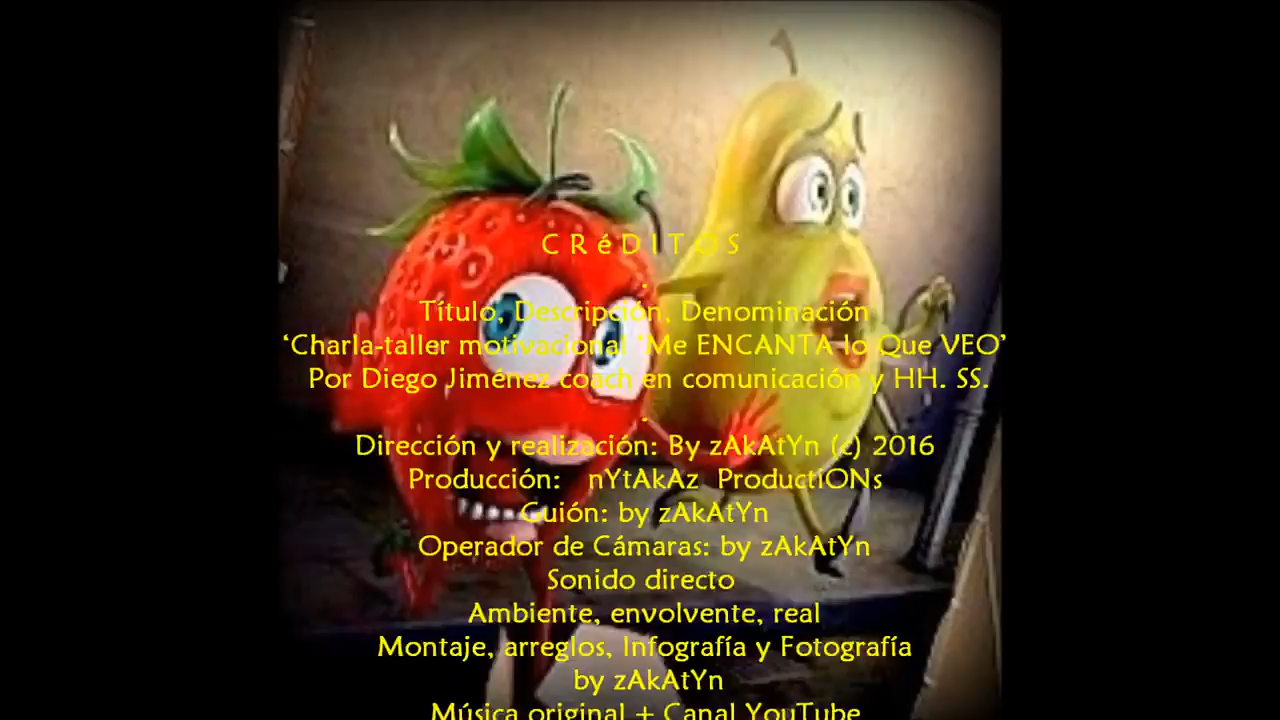 C R é D I T O S
.
Título, Descripción, Denominación
‘Charla-taller motivacional ‘Me ENCANTA lo Que VEO’
Por Diego Jiménez coach en comunicación y HH. SS.
.
Dirección y realización: By zAkAtYn (c) 2016
Producción: nYtAkAz ProductiONs
Guión: by zAkAtYn
Operador de Cámaras: by zAkAtYn
Sonido directo
Ambiente, envolvente, real
Montaje, arreglos, Infografía y Fotografía
by zAkAtYn
Música original + Canal YouTube